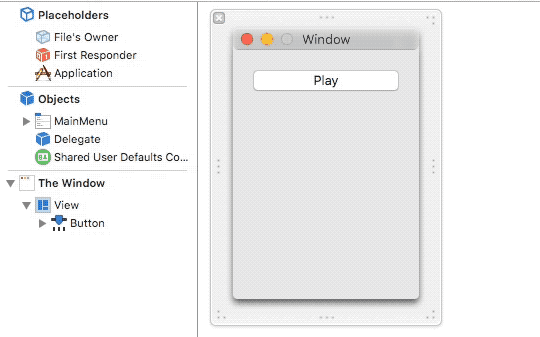 Placeholders
File's Owner
First Responder
Application
Objects
MainMenu
Delegate
Shared User Defaults Co...
The Window
View
Button
Window
Play